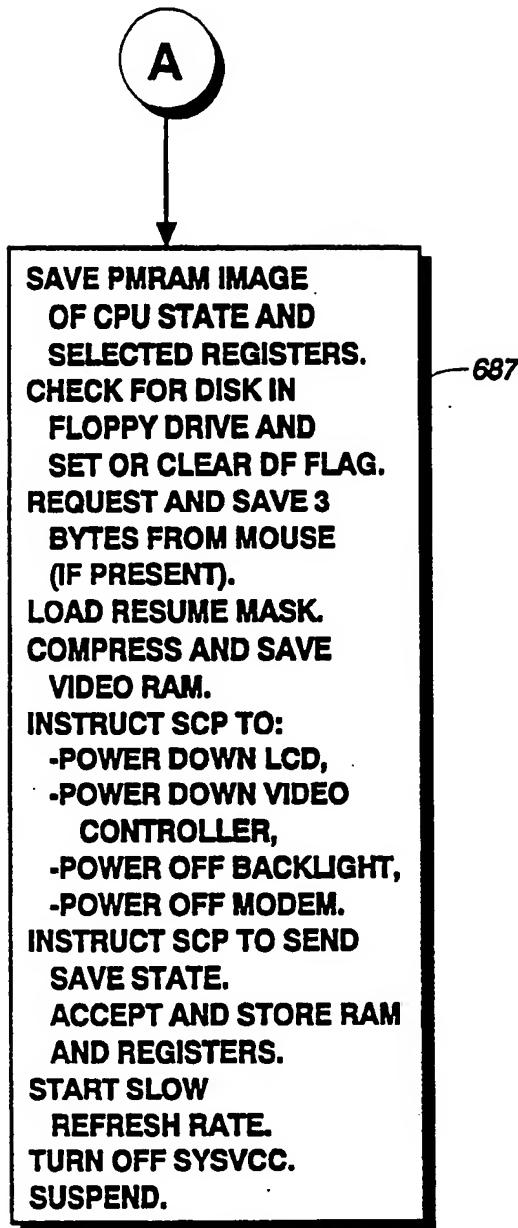 A
SAVE PMRAM IMAGE
OF CPU STATE AND
SELECTED REGISTERS.
687
CHECK FOR DISK IN
FLOPPY DRIVE AND
SET OR CLEAR DF FLAG.
REQUEST AND SAVE 3
BYTES FROM MOUSE
(IF PRESENT).
LOAD RESUME MASK.
COMPRESS AND SAVE
VIDEO RAM.
INSTRUCT SCP TO:
-POWER DOWN LCD,
-POWER DOWN VIDEO
CONTROLLER,
-POWER OFF BACKLIGHT,
-POWER OFF MODEM.
INSTRUCT SCP TO SEND
SAVE STATE.
ACCEPT AND STORE RAM
AND REGISTERS.
START SLOW
REFRESH RATE.
TURN OFF SYSVCC.
SUSPEND.